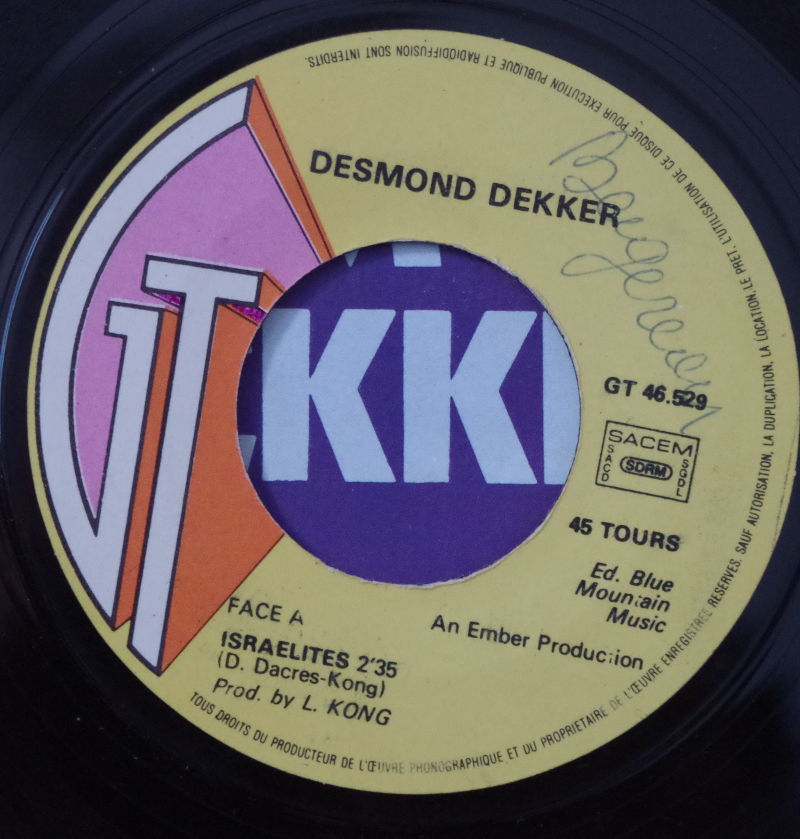 TOUS DROITS DU PRODUCTEUR DE L'ŒUVRE PHONOGRAPHIQUE ET DU PROPRIETAIRE DE L'ŒUVRE ENREGISTREE RESERVES. SAUF AUTORISATION, LA DUPLICATION, LA LOCATION, LE PRET, L'UTILISATION DE CE DISQUE POUR EXECUTION PUBLIQUE ET RADIODIFFUSION SONT INTERDITS.
DESMOND DEKKER
GT
KK
GT 46.529
SACEM
SACD
SDRM
SGDL
45 TOURS
Ed. Blue
Mountain
Music
An Ember Production
FACE A
ISRAELITES 2'35
(D. Dacres-Kong)
Prod. by L. KONG